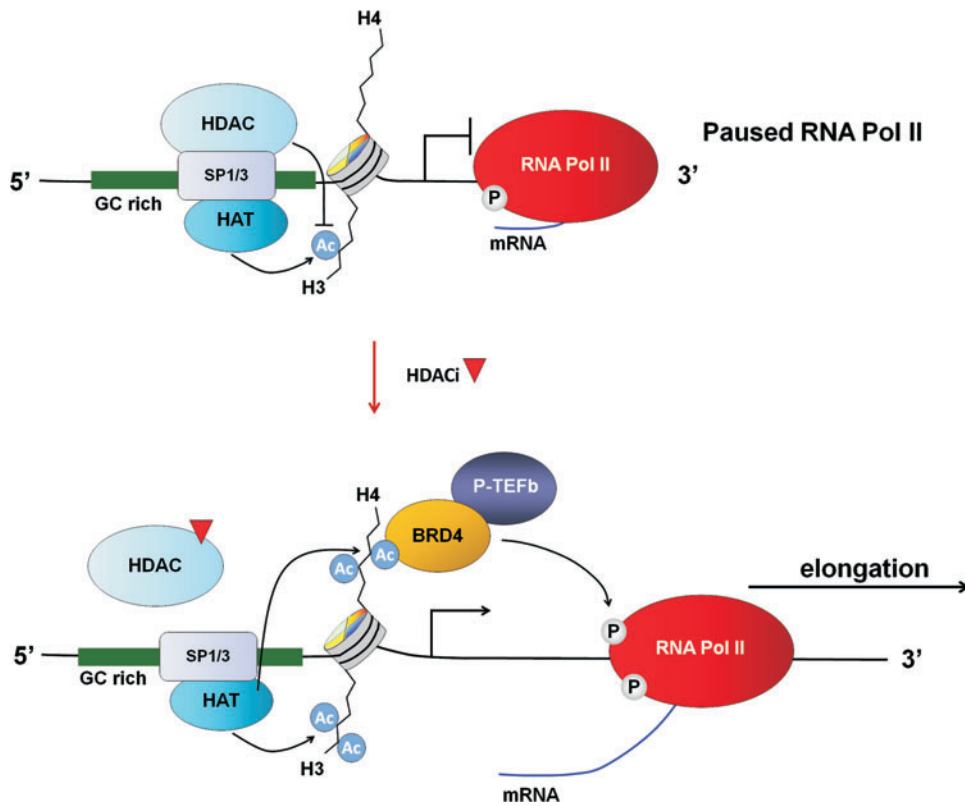 H4
HDAC
SP1/3
HAT
5’
GC rich
Ac
H3
RNA Pol II
P
mRNA
3’
Paused RNA Pol II
HDACi
H4
P-TEFb
BRD4
Ac
Ac
HDAC
elongation
P
RNA Pol II
P
5’
SP1/3
GC rich
HAT
3’
Ac
Ac
H3
mRNA